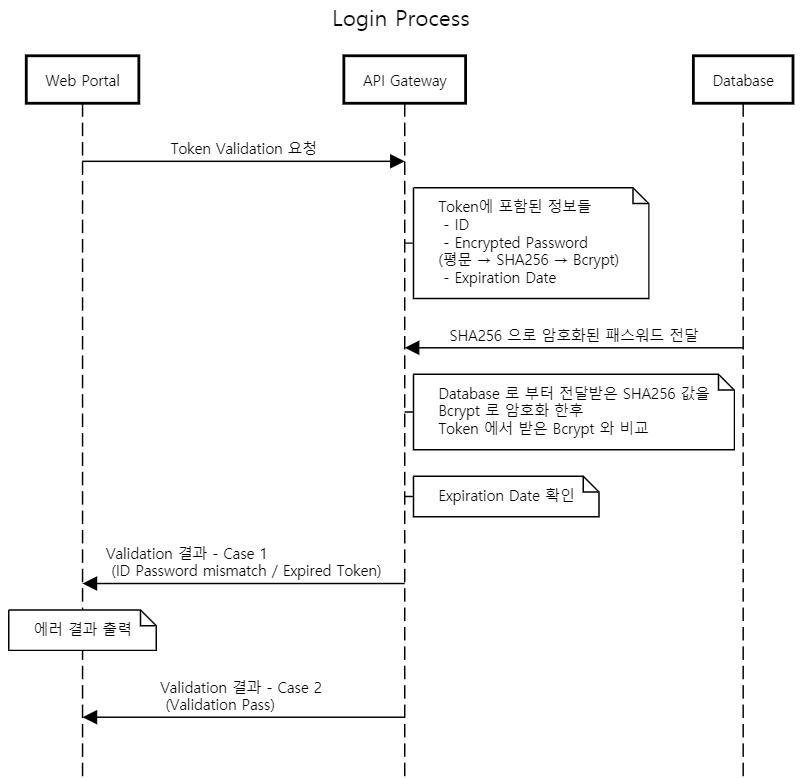 Login Process
Web Portal
API Gateway
Database
Token Validation 요청
Token에 포함된 정보들
- ID
- Encrypted Password
(평문 → SHA256 → Bcrypt)
- Expiration Date
SHA256 으로 암호화된 패스워드 전달
Database 로 부터 전달받은 SHA256 값을
Bcrypt 로 암호화 한후
Token 에서 받은 Bcrypt 와 비교
Expiration Date 확인
Validation 결과 - Case 1
(ID Password mismatch / Expired Token)
에러 결과 출력
Validation 결과 - Case 2
(Validation Pass)